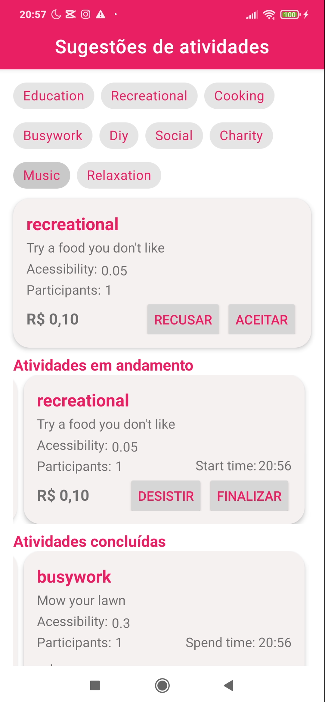 20:57
100
Sugestões de atividades
Education Recreational Cooking
Busywork Diy Social Charity
Music Relaxation
recreational
Try a food you don't like
Acessibility: 0.05
Participants: 1
R$ 0,10 RECUSAR ACEITAR
Atividades em andamento
recreational
Try a food you don't like
Acessibility: 0.05
Participants: 1 Start time: 20:56
R$ 0,10 DESISTIR FINALIZAR
Atividades concluídas
busywork
Mow your lawn
Acessibility: 0.3
Participants: 1 Spend time: 20:56